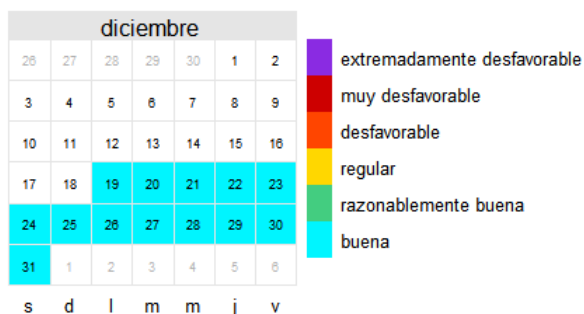 diciembre
26 27 28 29 30 1 2
3 4 5 6 7 8 9
10 11 12 13 14 15 16
17 18 19 20 21 22 23
24 25 26 27 28 29 30
31 1 2 3 4 5 6
s d l m m j v
extremadamente desfavorable
muy desfavorable
desfavorable
regular
razonablemente buena
buena